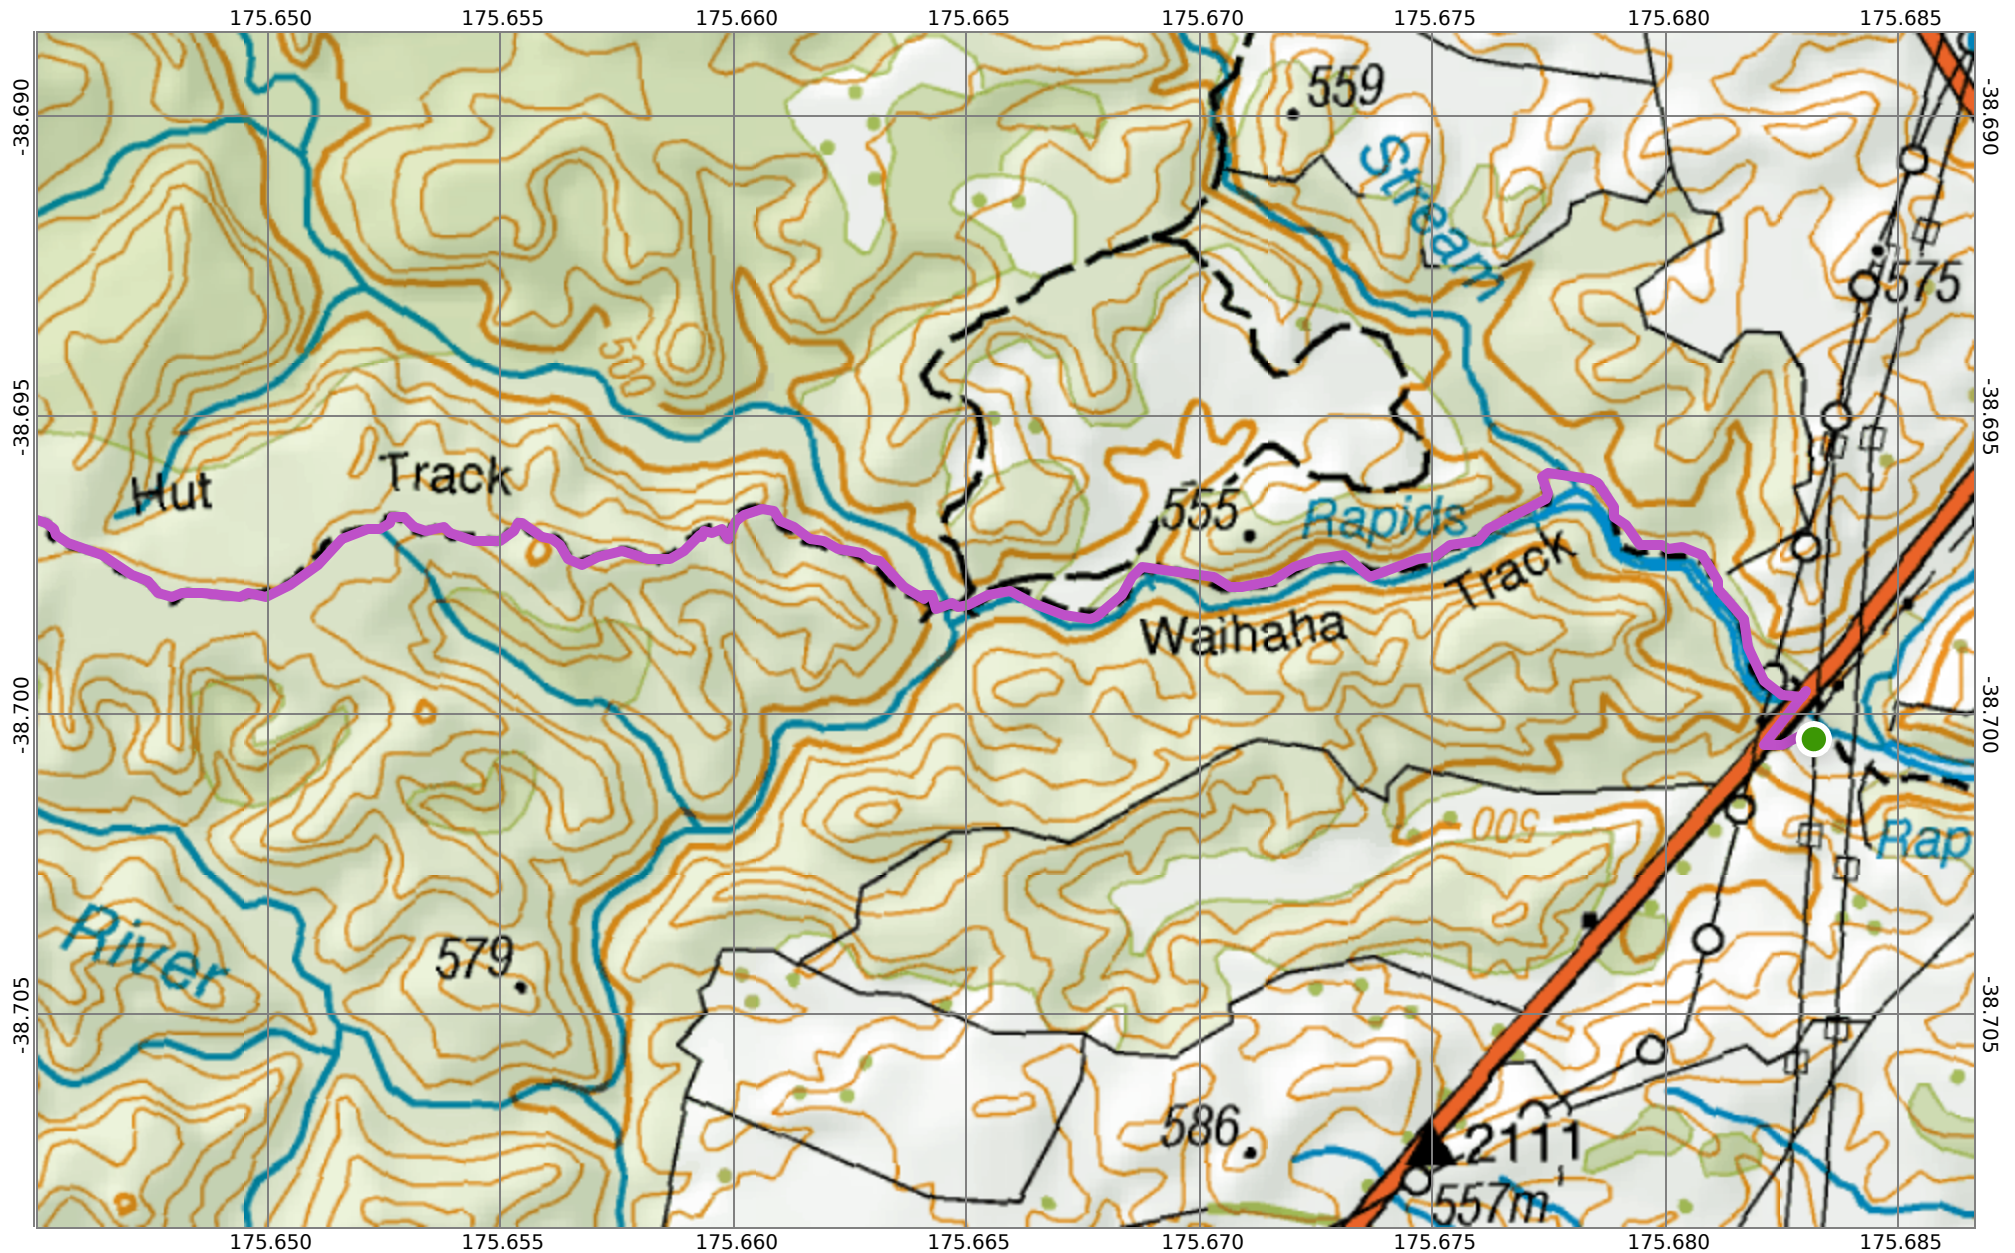 175.650 175.655 175.660 175.665 175.670 175.675 175.680 175.685
-38.690 -38.690
559
Stream
575
500
-38.695 -38.695
Hut Track
555 Rapids
Track
Waihaha
-38.700 -38.700
500
Rap
River
579
-38.705 -38.705
586
2111
557m
175.650 175.655 175.660 175.665 175.670 175.675 175.680 175.685